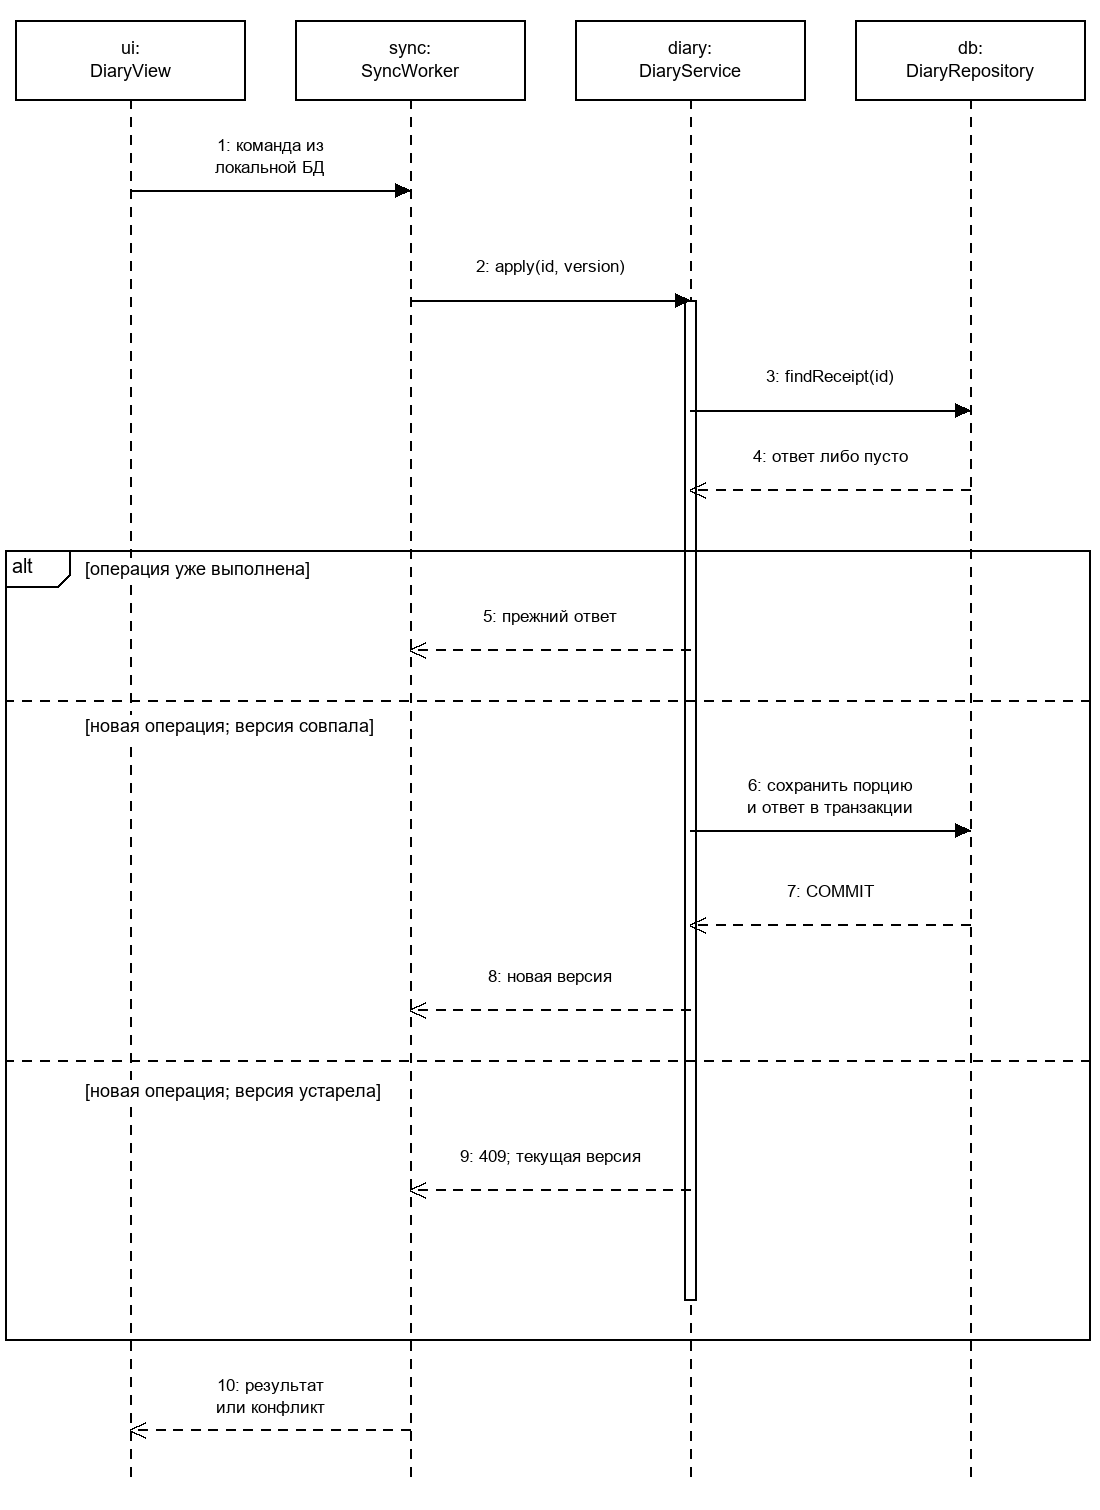 ui:
DiaryView
sync:
SyncWorker
diary:
DiaryService
db:
DiaryRepository
1: команда из
локальной БД
2: apply(id, version)
3: findReceipt(id)
4: ответ либо пусто
alt
[операция уже выполнена]
5: прежний ответ
[новая операция; версия совпала]
6: сохранить порцию
и ответ в транзакции
7: COMMIT
8: новая версия
[новая операция; версия устарела]
9: 409; текущая версия
10: результат
или конфликт